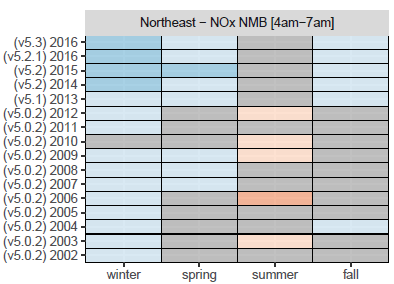 Northeast − NOx NMB [4am−7am]
(v5.3) 2016
(v5.2.1) 2016
(v5.2) 2015
(v5.2) 2014
(v5.1) 2013
(v5.0.2) 2012
(v5.0.2) 2011
(v5.0.2) 2010
(v5.0.2) 2009
(v5.0.2) 2008
(v5.0.2) 2007
(v5.0.2) 2006
(v5.0.2) 2005
(v5.0.2) 2004
(v5.0.2) 2003
(v5.0.2) 2002
winter spring summer fall